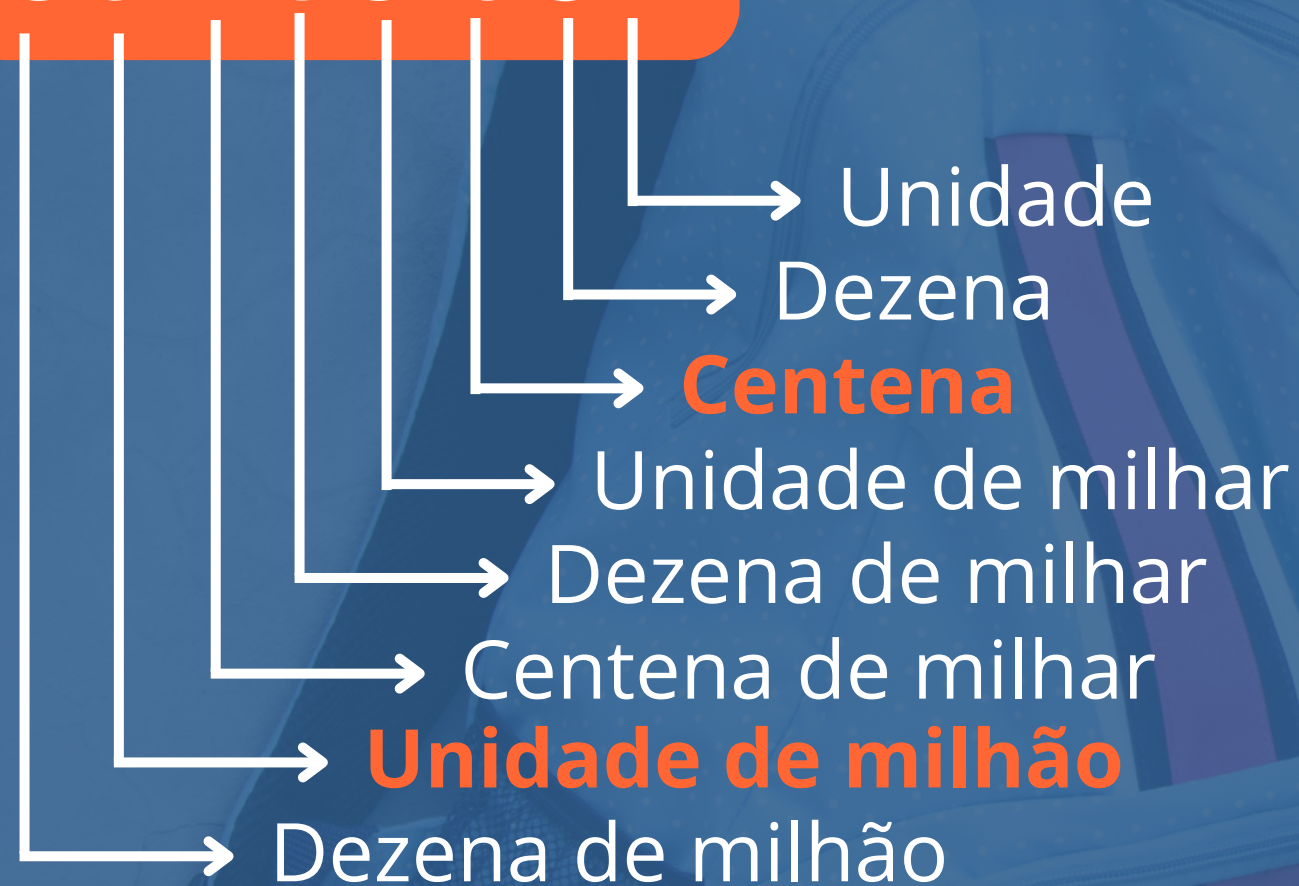 Unidade
Dezena
Centena
Unidade de milhar
Dezena de milhar
Centena de milhar
Unidade de milhão
Dezena de milhão